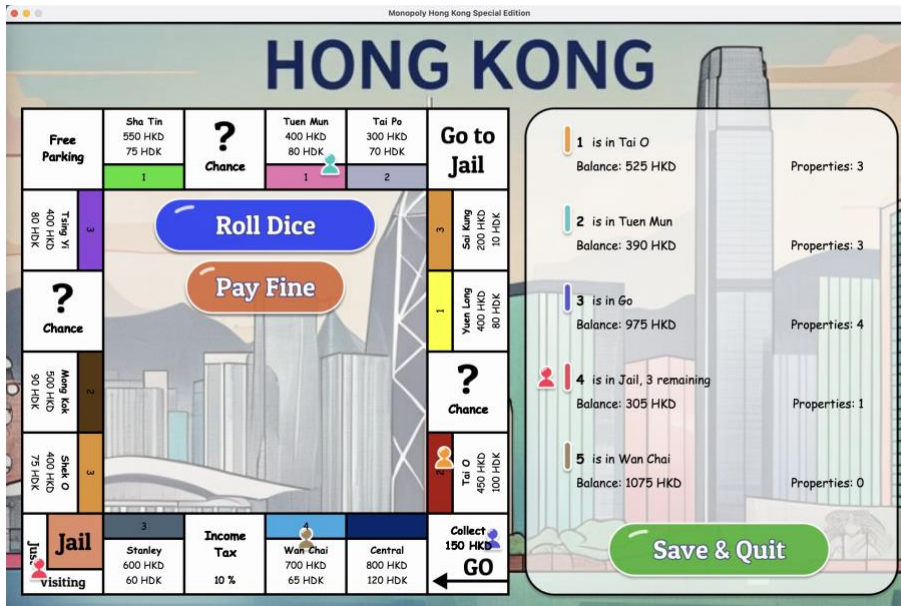 Monopoly Hong Kong Special Edition
HONG KONG
Free
Parking
Sha Tin
550 HKD
75 HDK
1
?
Chance
Tuen Mun
400 HKD
80 HDK
1
Tai Po
300 HKD
70 HDK
2
Go to
Jail
Tsing Yi
400 HKD
80 HDK
3
?
Chance
Mong Kok
500 HKD
90 HDK
2
Shek O
400 HKD
75 HDK
3
Roll Dice
Pay Fine
3
Sai Kung
200 HKD
10 HDK
1
Yuen Long
400 HKD
80 HDK
?
Chance
2
Tai O
450 HKD
100 HDK
Jus
Jail
Visiting
3
Stanley
600 HKD
60 HDK
Income
Tax
10 %
4
Wan Chai
700 HKD
65 HDK
Central
800 HKD
120 HDK
Collect
150 HKD
GO
1 is in Tai O
Balance: 525 HKD
Properties: 3
2 is in Tuen Mun
Balance: 390 HKD
Properties: 3
3 is in Go
Balance: 975 HKD
Properties: 4
4 is in Jail, 3 remaining
Balance: 305 HKD
Properties: 1
5 is in Wan Chai
Balance: 1075 HKD
Properties: 0
Save & Quit